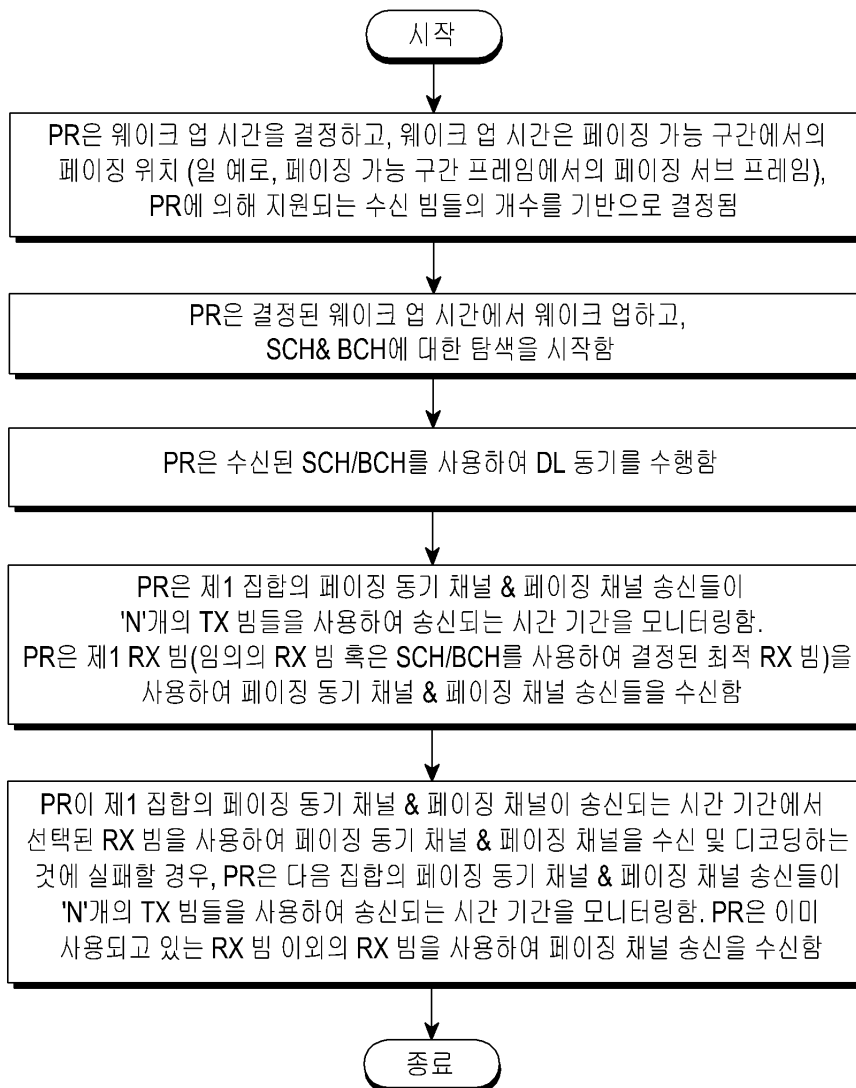 시작
PR은 웨이크 업 시간을 결정하고, 웨이크 업 시간은 페이징 가능 구간에서의
페이징 위치 (일 예로, 페이징 가능 구간 프레임에서의 페이징 서브 프레임),
PR에 의해 지원되는 수신 빔들의 개수를 기반으로 결정됨
PR은 결정된 웨이크 업 시간에서 웨이크 업하고,
SCH& BCH에 대한 탐색을 시작함
PR은 수신된 SCH/BCH를 사용하여 DL 동기를 수행함
PR은 제1 집합의 페이징 동기 채널 & 페이징 채널 송신들이
'N'개의 TX 빔들을 사용하여 송신되는 시간 기간을 모니터링함.
PR은 제1 RX 빔(임의의 RX 빔 혹은 SCH/BCH를 사용하여 결정된 최적 RX 빔)을
사용하여 페이징 동기 채널 & 페이징 채널 송신들을 수신함
PR이 제1 집합의 페이징 동기 채널 & 페이징 채널이 송신되는 시간 기간에서
선택된 RX 빔을 사용하여 페이징 동기 채널 & 페이징 채널을 수신 및 디코딩하는
것에 실패할 경우, PR은 다음 집합의 페이징 동기 채널 & 페이징 채널 송신들이
'N'개의 TX 빔들을 사용하여 송신되는 시간 기간을 모니터링함. PR은 이미
사용되고 있는 RX 빔 이외의 RX 빔을 사용하여 페이징 채널 송신을 수신함
종료